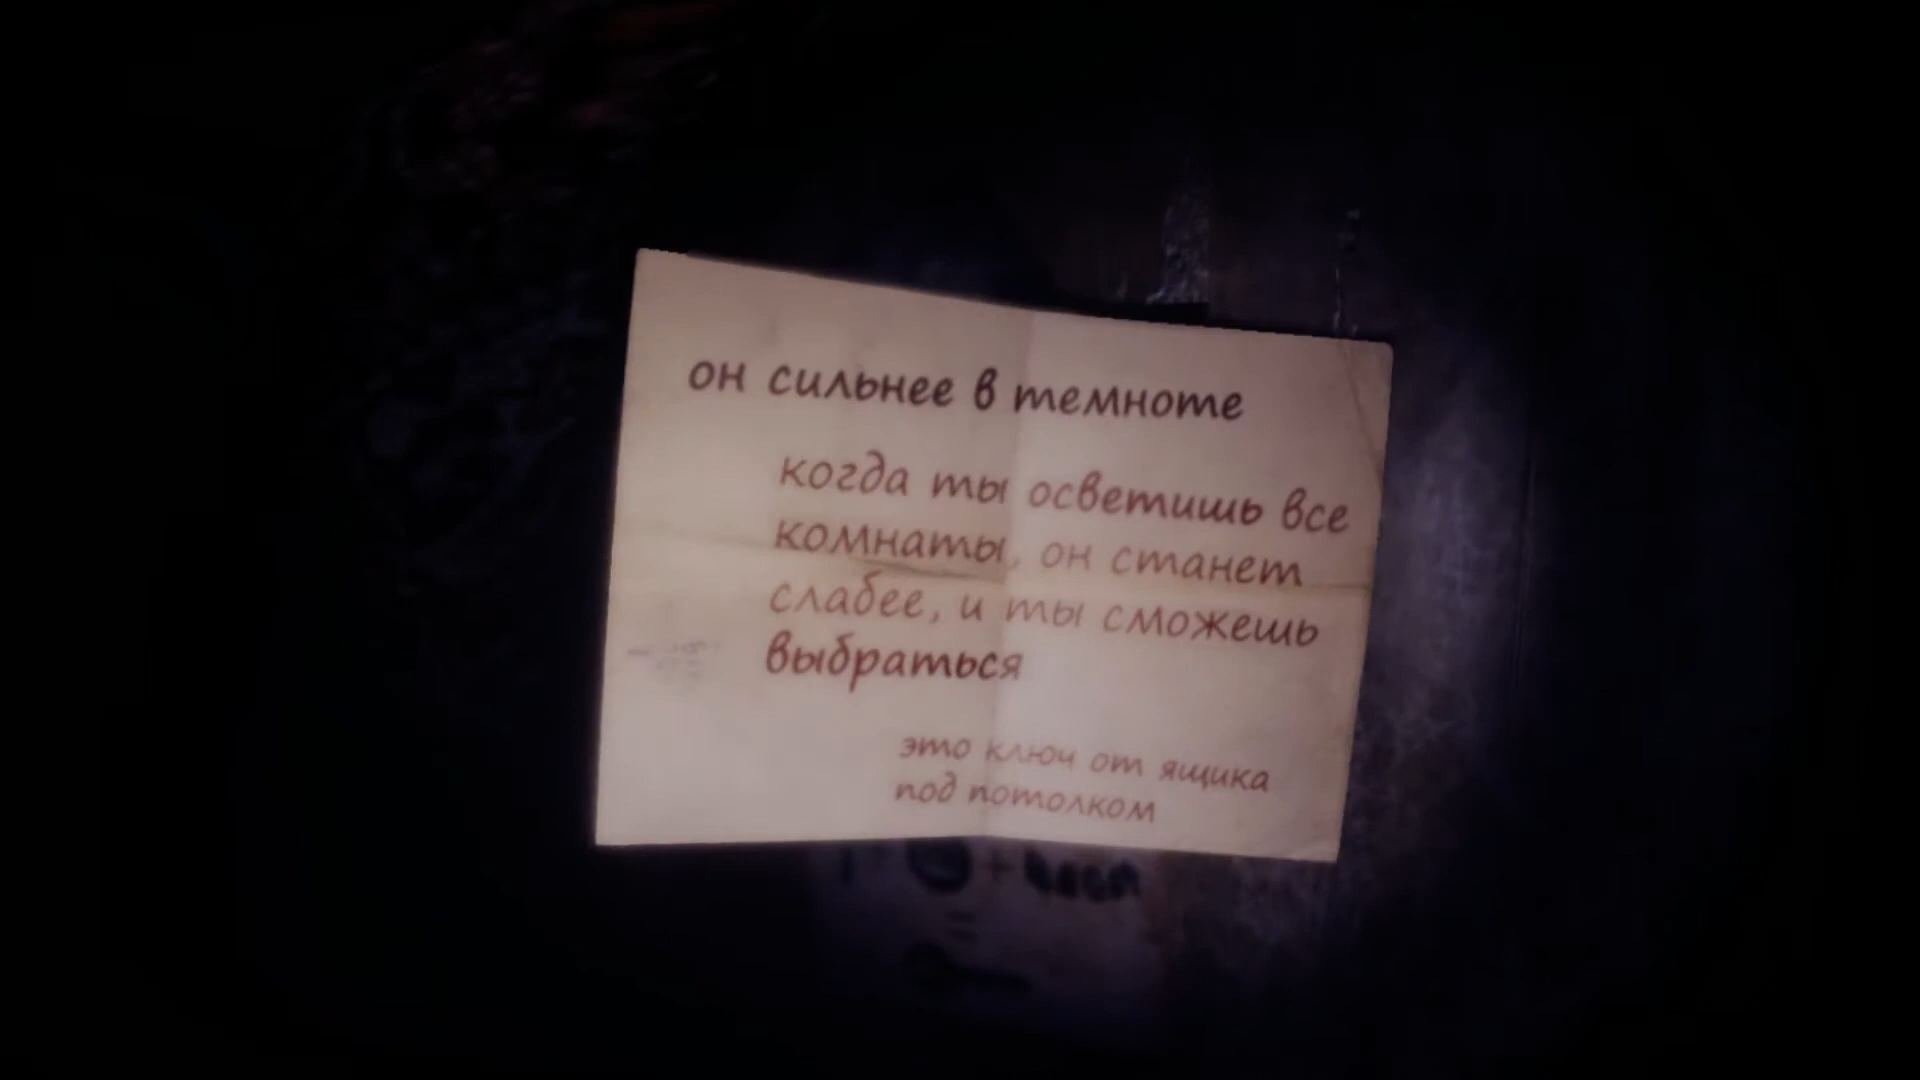 он сильнее в темноте
когда ты осветишь все
комнаты, он станет
слабее, и ты сможешь
выбраться
это ключ от ящика
под потолком